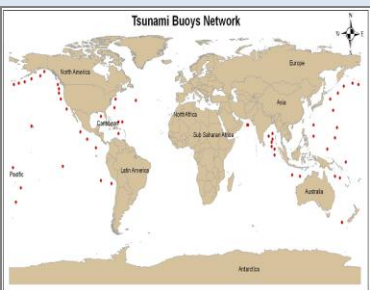 Tsunami Buoys Network
N
W E
S
North America
Europe
Asia
Caribbean
North Africa
Sub Saharan Africa
Latin America
Pacific
Australia
Antarctica